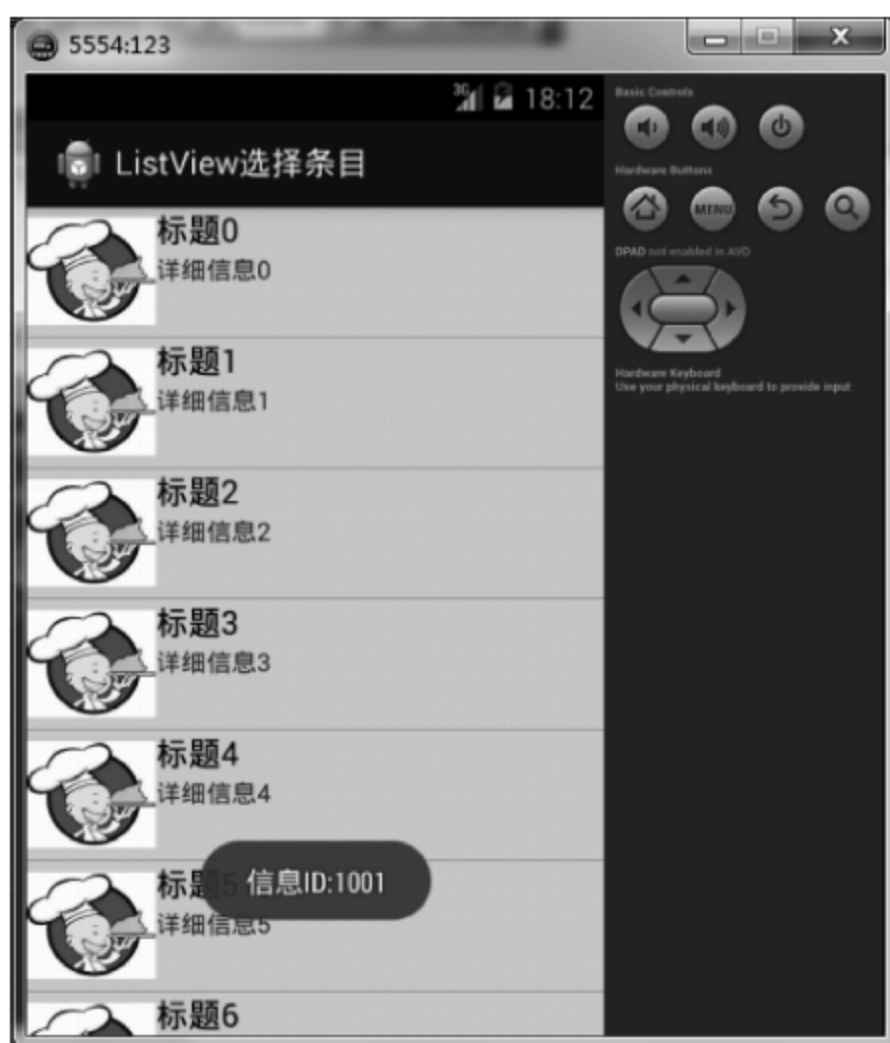 5554:123
3G
18:12
ListView选择条目
标题0
详细信息0
标题1
详细信息1
标题2
详细信息2
标题3
详细信息3
标题4
详细信息4
标题5
信息ID:1001
详细信息5
标题6
Basic Controls
Hardware Buttons
MENU
DPAD not enabled in AVD
Hardware Keyboard
Use your physical keyboard to provide input